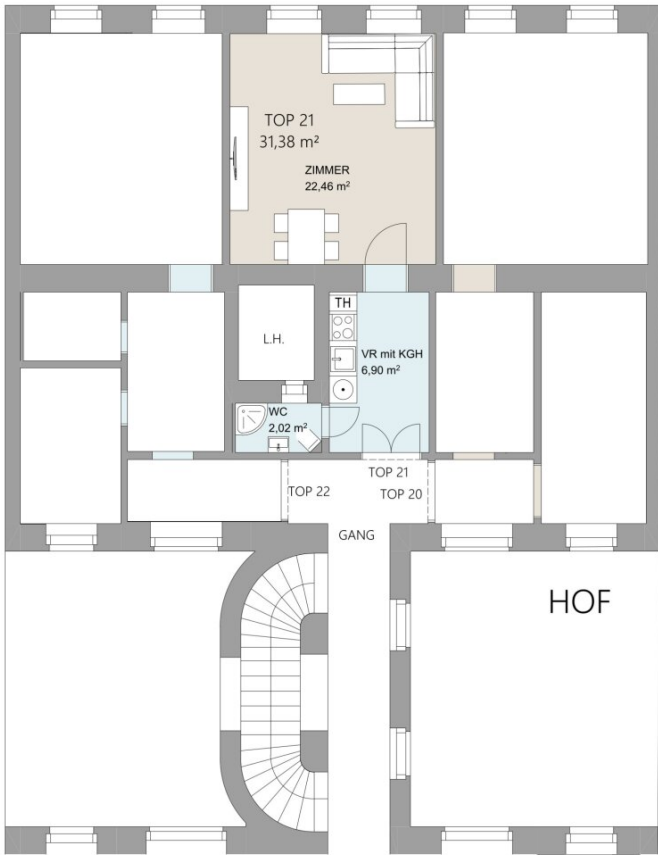 TOP 21
31,38 m²
ZIMMER
22,46 m²
TH
L.H.
VR mit KGH
6,90 m²
WC
2,02 m²
TOP 21
TOP 22
TOP 20
GANG
HOF